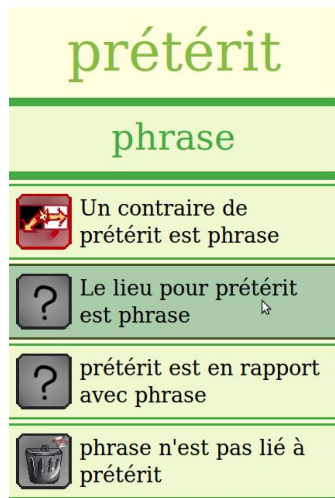 prétérit
phrase
Un contraire de
prétérit est phrase
Le lieu pour prétérit
est phrase
prétérit est en rapport
avec phrase
phrase n'est pas lié à
prétérit